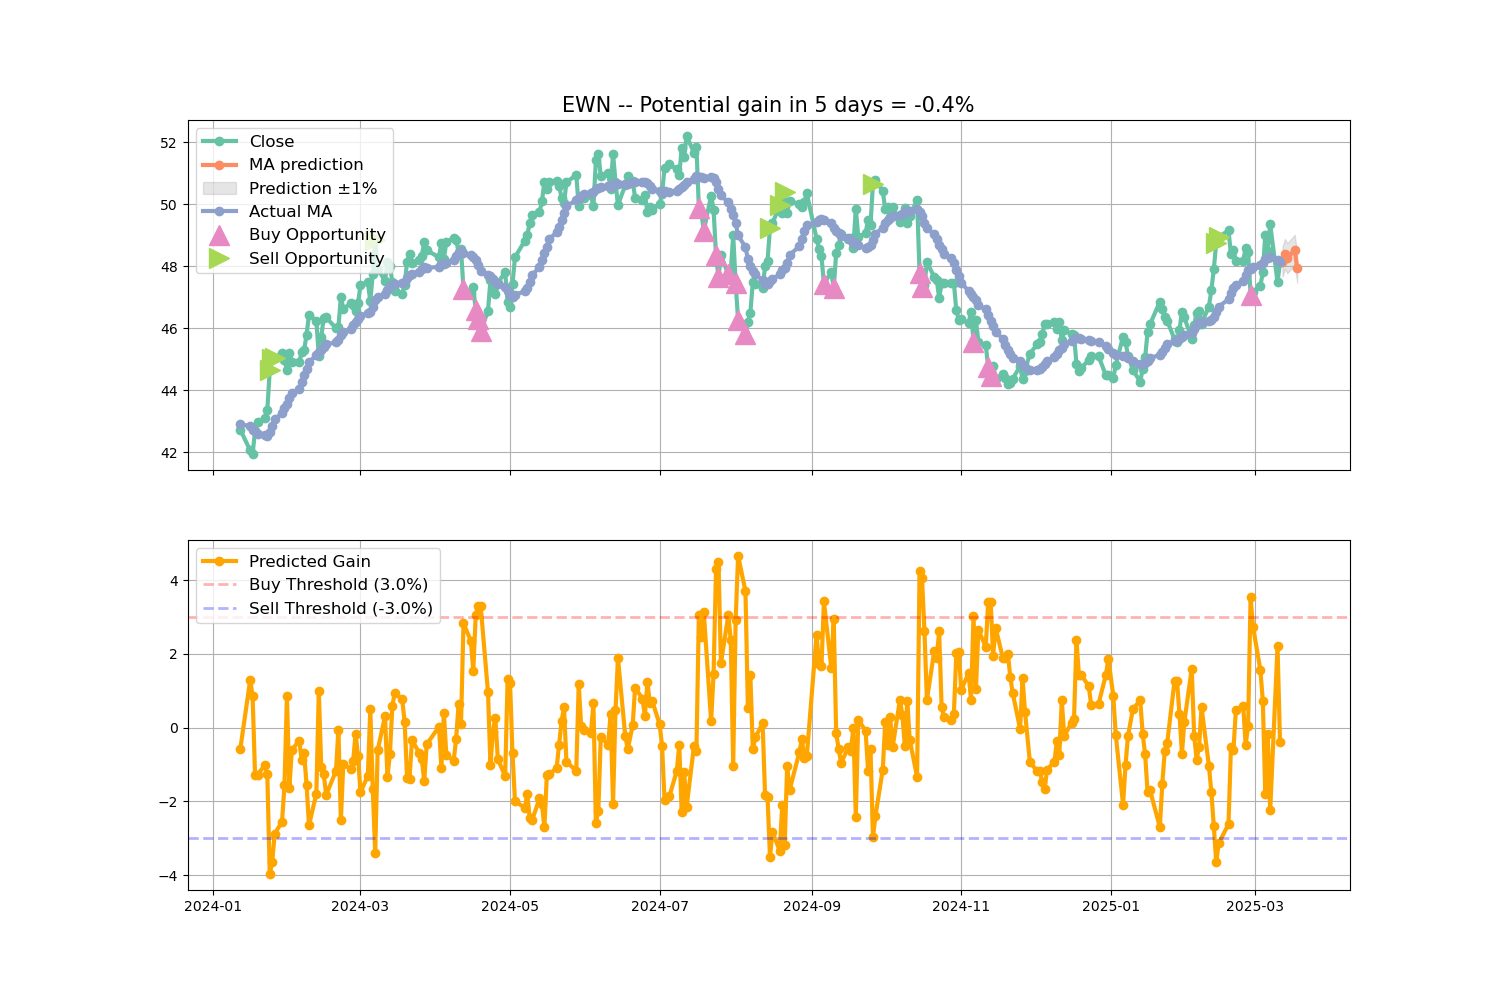 EWN -- Potential gain in 5 days = -0.4%
Close
MA prediction
Prediction ±1%
Actual MA
Buy Opportunity
Sell Opportunity
52
50
48
46
44
42
Predicted Gain
Buy Threshold (3.0%)
Sell Threshold (-3.0%)
4
2
0
−2
−4
2024-01 2024-03 2024-05 2024-07 2024-09 2024-11 2025-01 2025-03